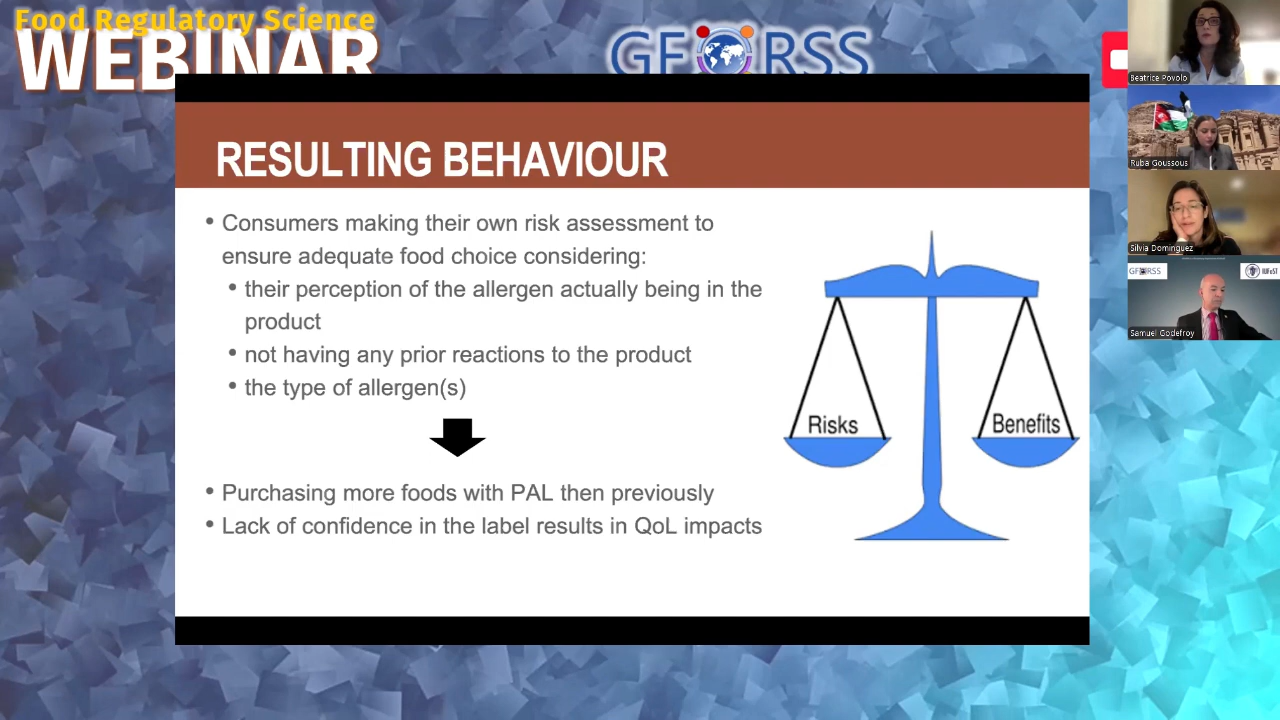 Food Regulatory Science
WEBINAR
GFORSS
RESULTING BEHAVIOUR
• Consumers making their own risk assessment to
ensure adequate food choice considering:
• their perception of the allergen actually being in the
product
• not having any prior reactions to the product
• the type of allergen(s)
• Purchasing more foods with PAL then previously
• Lack of confidence in the label results in QoL impacts
Risks
Benefits
Beatrice Povolo
Ruba Goussous
Silvia Dominguez
GFORSS
IUFoST
Samuel Godefroy